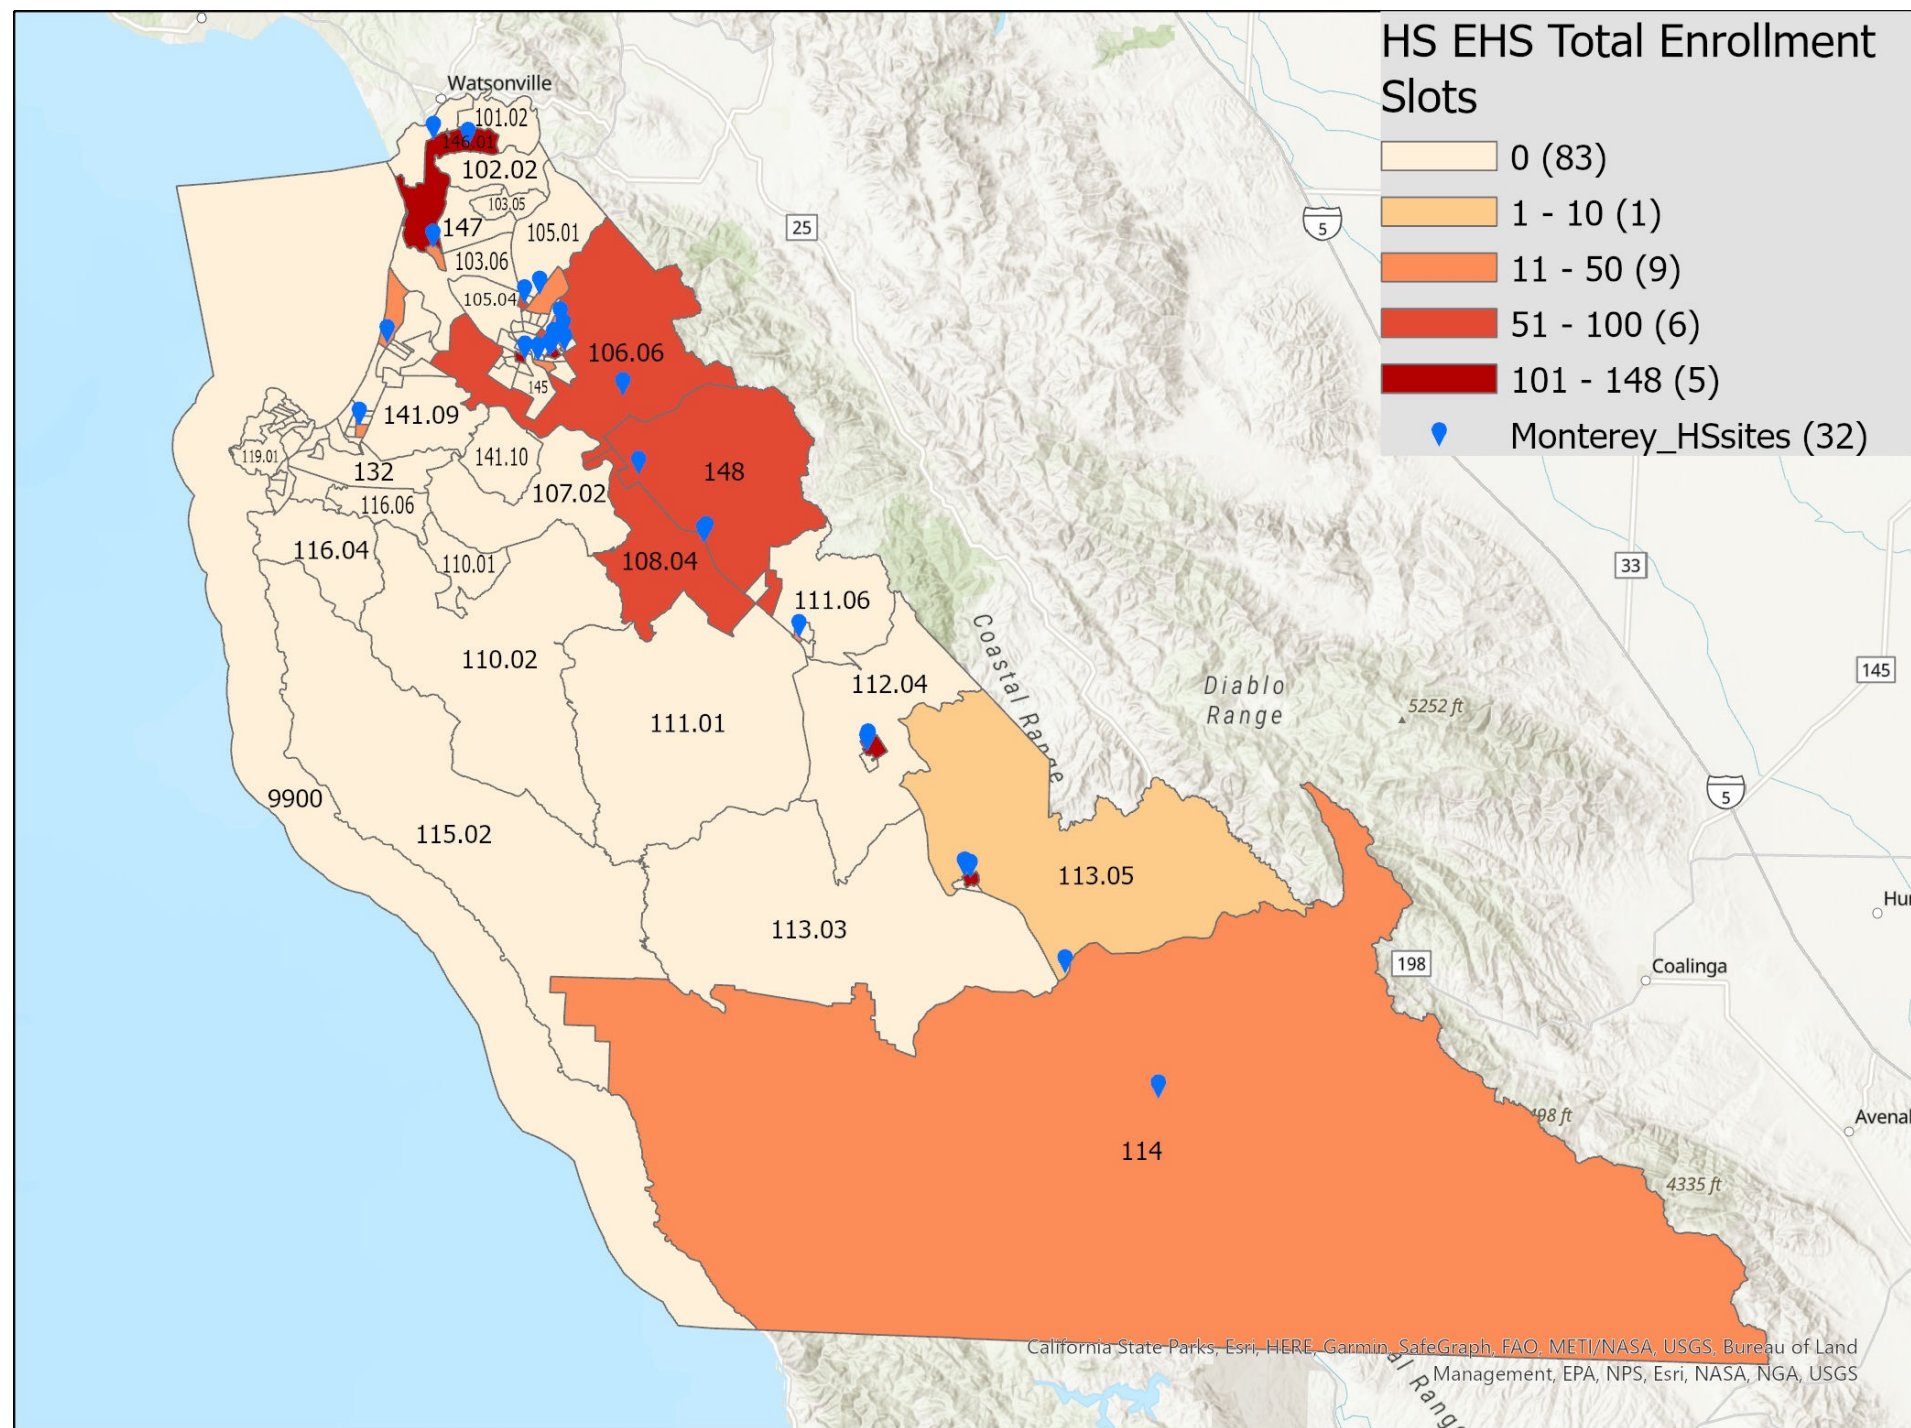 HS EHS Total Enrollment
Slots
0 (83)
1 - 10 (1)
11 - 50 (9)
51 - 100 (6)
101 - 148 (5)
Monterey_HSsites (32)
Watsonville
101.02
146.01
102.02
103.05
147
105.01
25
5
103.06
105.04
106.06
145
141.09
119.01
132
141.10
148
107.02
116.06
116.04
110.01
108.04
33
111.06
Coastal Range
110.02
112.04
Diablo
Range
145
5252 ft
111.01
5
9900
115.02
113.05
Hur
113.03
198
Coalinga
98 ft
Avenal
114
4335 ft
California State Parks, Esri, HERE, Garmin, SafeGraph, FAO, METI/NASA, USGS, Bureau of Land
Management, EPA, NPS, Esri, NASA, NGA, USGS
al Range